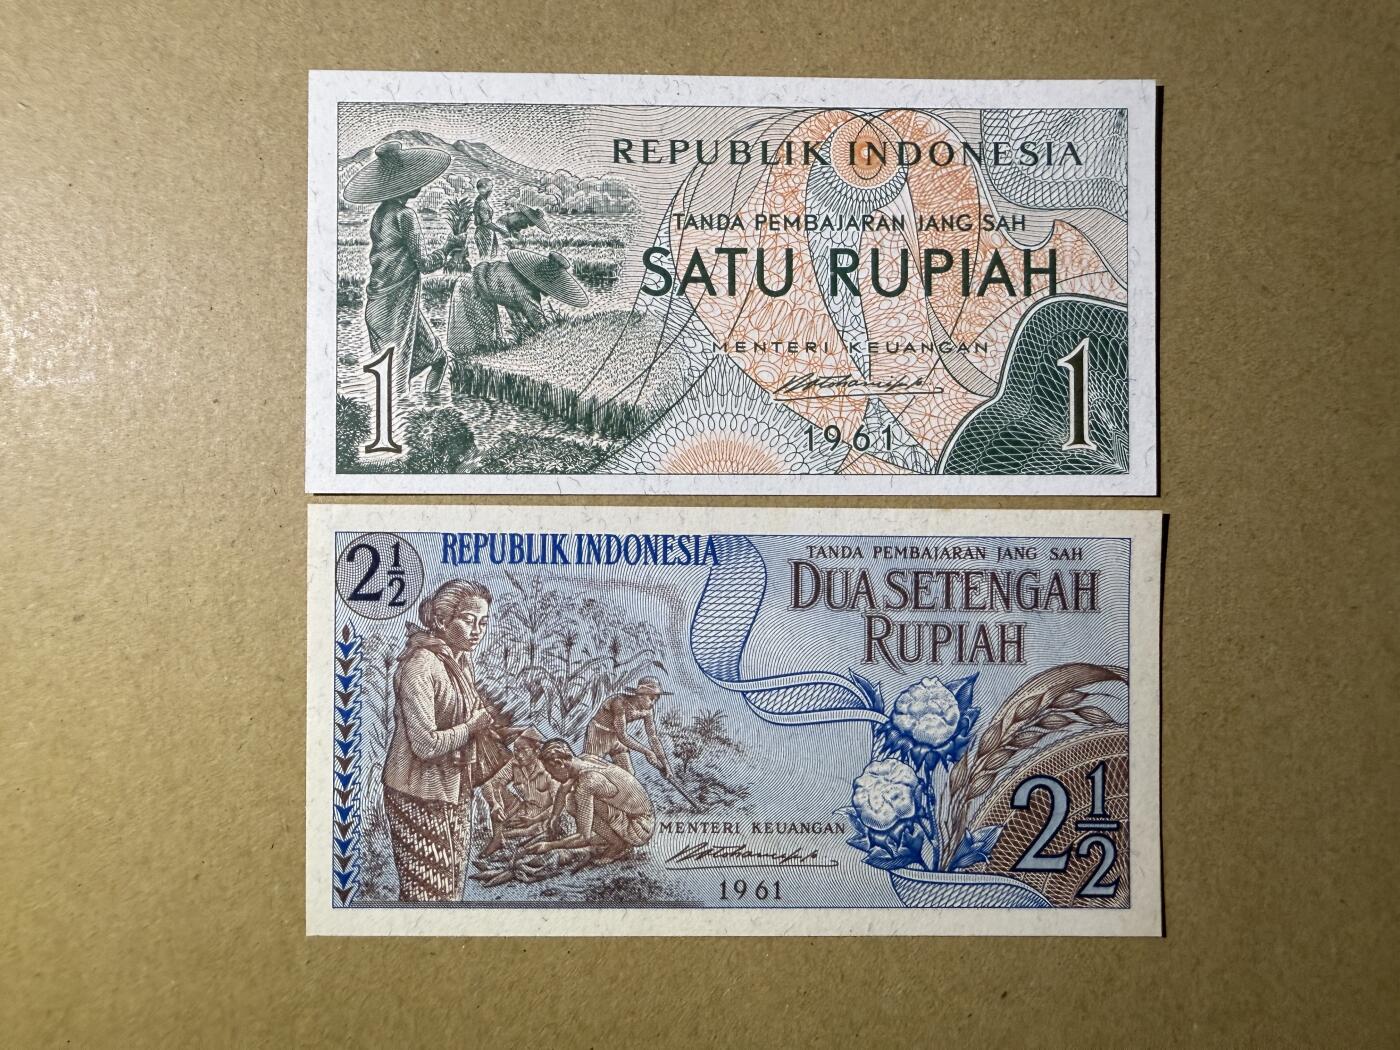 REPUBLIK INDONESIA
TANDA PEMBAJARAN JANG SAH
SATU RUPIAH
MENTERI KEUANGAN
1961
1
1
2½
REPUBLIK INDONESIA
TANDA PEMBAJARAN JANG SAH
DUA SETENGAH
RUPIAH
MENTERI KEUANGAN
1961
2½